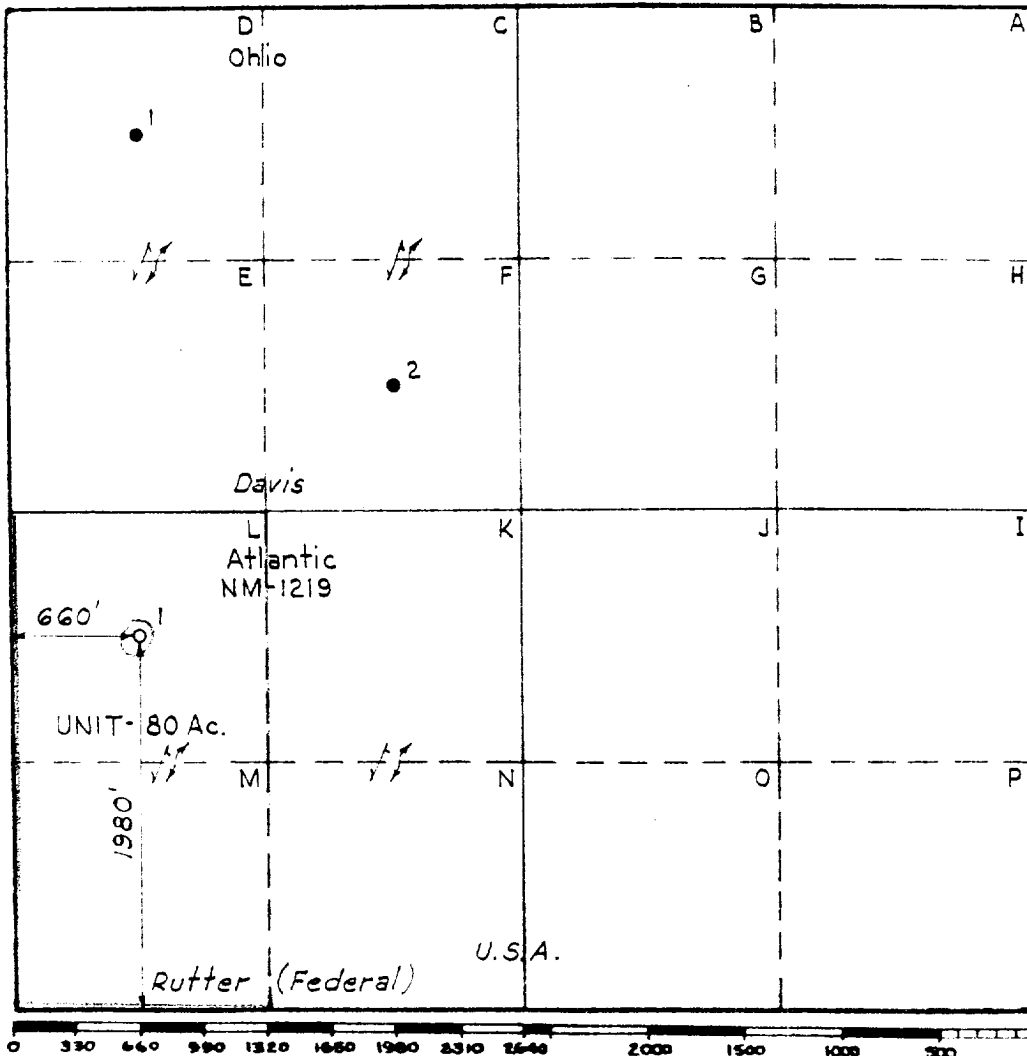 D C B A
Ohio
1
E F G H
2
Davis
L K J I
Atlantic
NM-1219
660' 1
UNIT- 80 Ac.
M N O P
1980'
U.S.A.
Rutter (Federal)
0 330 660 990 1320 1650 1980 2310 2640 2000 1500 1000 500